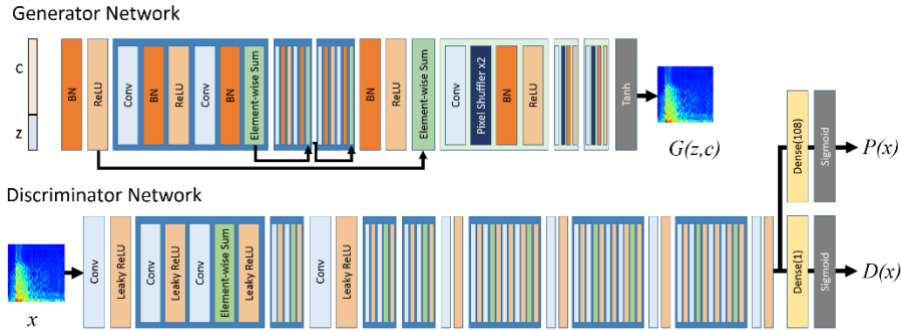 Generator Network
C
Z
BN
ReLU
Conv
BN
ReLU
Conv
BN
Element-wise Sum
BN
ReLU
Element-wise Sum
Conv
Pixel Shuffler x2
BN
ReLU
Tanh
G(z,c)
Dense(108)
Sigmoid
P(x)
Discriminator Network
x
Conv
Leaky ReLU
Conv
Leaky ReLU
Conv
Element-wise Sum
Leaky ReLU
Conv
Leaky ReLU
Dense(1)
Sigmoid
D(x)